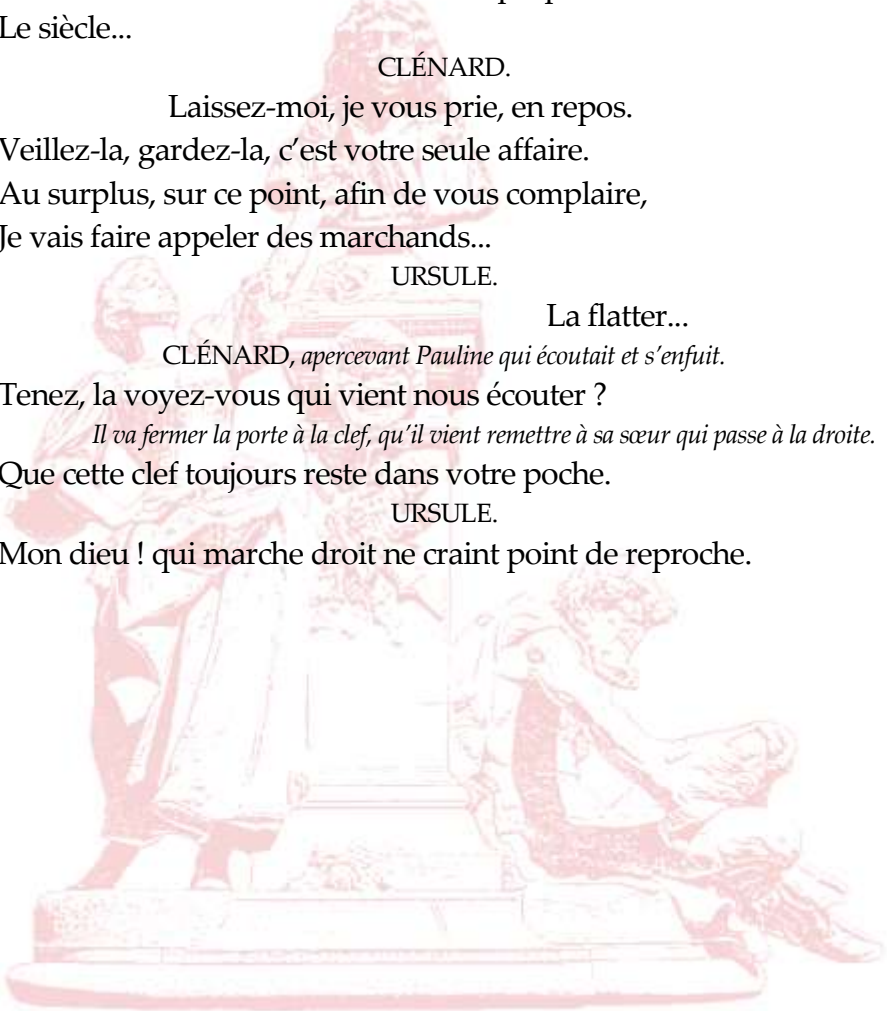 Le siècle...
CLÉNARD.
Laissez-moi, je vous prie, en repos.
Veillez-la, gardez-la, c’est votre seule affaire.
Au surplus, sur ce point, afin de vous complaire,
Je vais faire appeler des marchands...
URSULE.
La flatter...
CLÉNARD, apercevant Pauline qui écoutait et s'enfuit.
Tenez, la voyez-vous qui vient nous écouter ?
Il va fermer la porte à la clef, qu'il vient remettre à sa sœur qui passe à la droite.
Que cette clef toujours reste dans votre poche.
URSULE.
Mon dieu ! qui marche droit ne craint point de reproche.